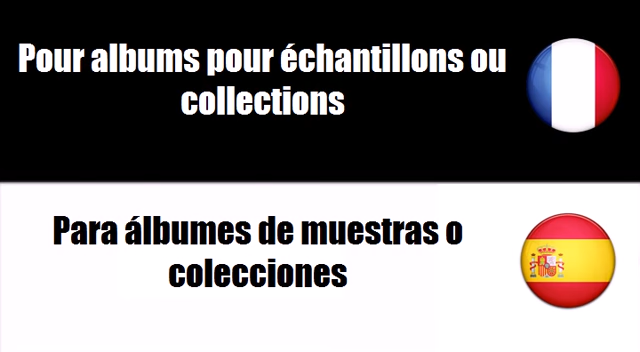 Pour albums pour échantillons ou
collections
Para álbumes de muestras o
colecciones